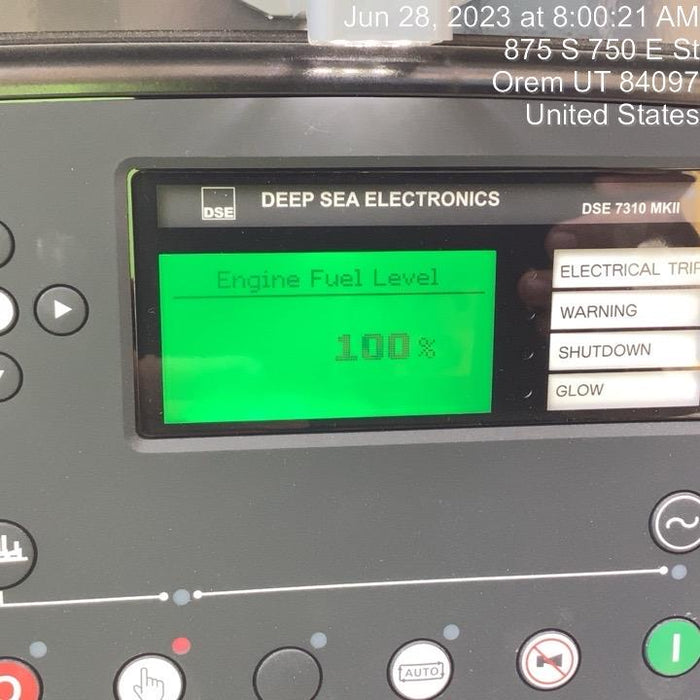 Jun 28, 2023 at 8:00:21 AM
875 S 750 E St
Orem UT 84097
United States
DSE
DEEP SEA ELECTRONICS
DSE 7310 MKII
Engine Fuel Level
100 %
ELECTRICAL TRIP
WARNING
SHUTDOWN
GLOW
AUTO